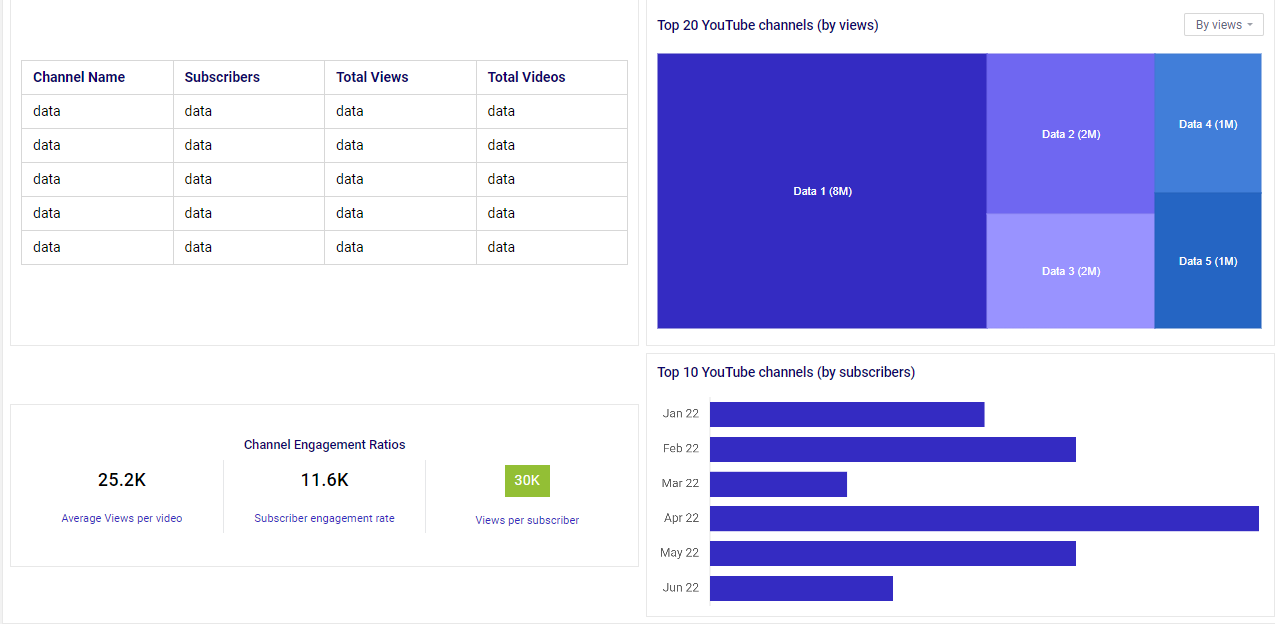 Channel Name Subscribers Total Views Total Videos
data data data data
data data data data
data data data data
data data data data
data data data data
Top 20 YouTube channels (by views)
By views
Data 1 (8M)
Data 2 (2M)
Data 3 (2M)
Data 4 (1M)
Data 5 (1M)
Channel Engagement Ratios
25.2K
Average Views per video
11.6K
Subscriber engagement rate
30K
Views per subscriber
Top 10 YouTube channels (by subscribers)
Jan 22
Feb 22
Mar 22
Apr 22
May 22
Jun 22